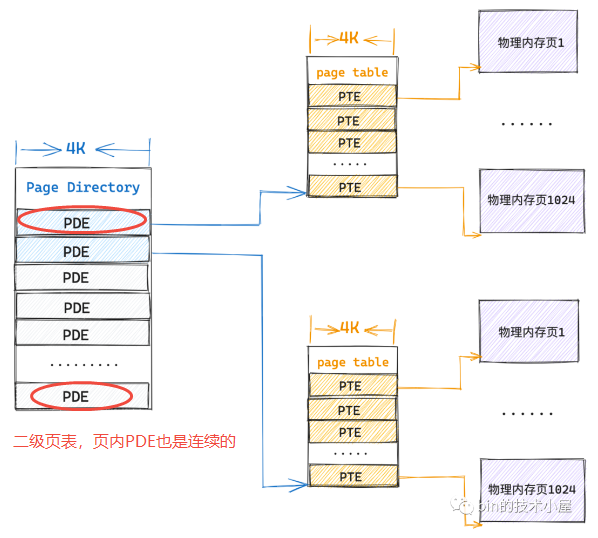 4K
Page Directory
PDE
PDE
PDE
PDE
PDE
·········
PDE
二级页表，页内PDE也是连续的
4K
page table
PTE
PTE
PTE
·····
PTE
物理内存页1
······
物理内存页1024
4K
page table
PTE
PTE
PTE
·····
PTE
物理内存页1
······
物理内存页1024
bin的技术小屋